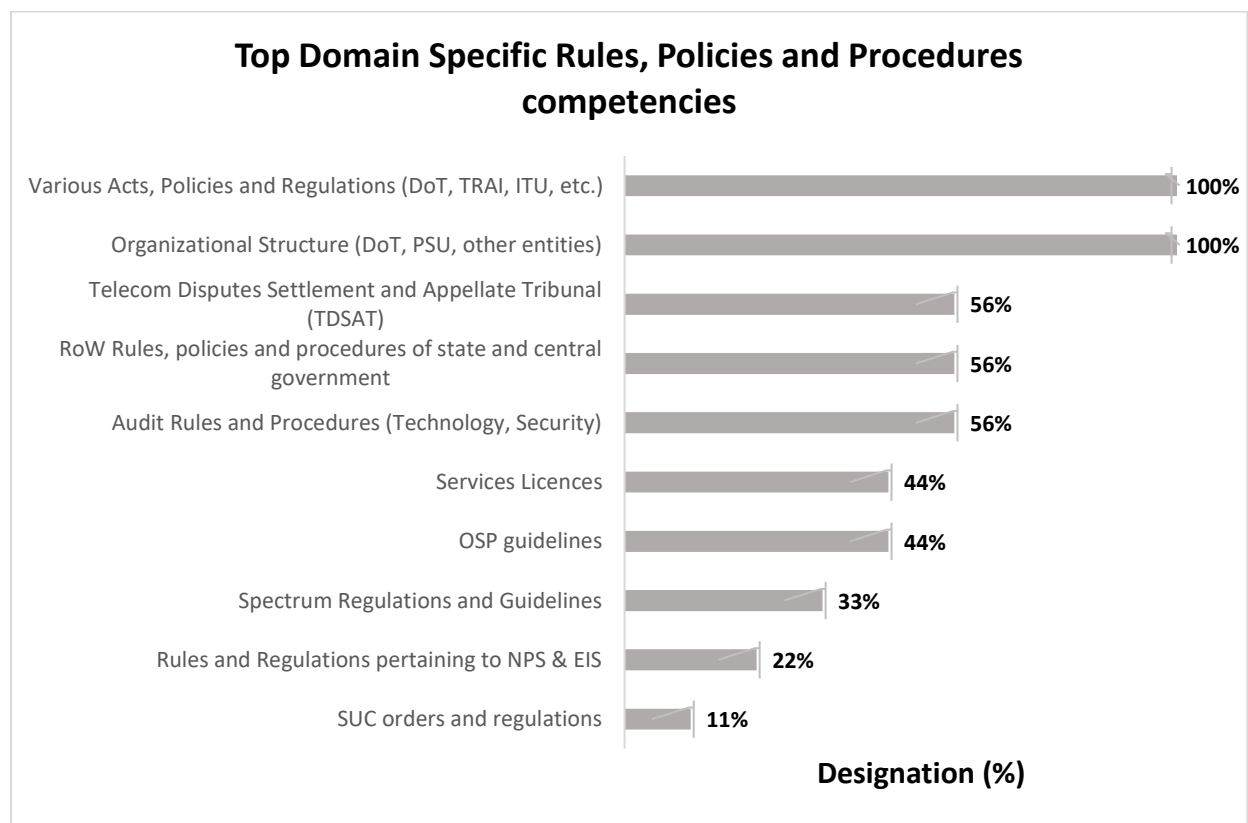 Top Domain Specific Rules, Policies and Procedures
competencies
Various Acts, Policies and Regulations (DoT, TRAI, ITU, etc.)
100%
Organizational Structure (DoT, PSU, other entities)
100%
Telecom Disputes Settlement and Appellate Tribunal
(TDSAT)
56%
RoW Rules, policies and procedures of state and central
government
56%
Audit Rules and Procedures (Technology, Security)
56%
Services Licences
44%
OSP guidelines
44%
Spectrum Regulations and Guidelines
33%
Rules and Regulations pertaining to NPS & EIS
22%
SUC orders and regulations
11%
Designation (%)